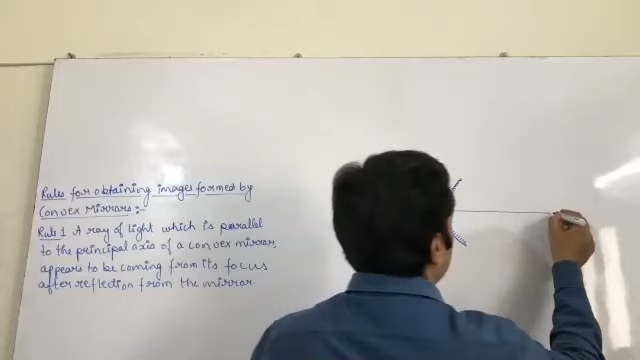 Rules for obtaining images formed by
Convex Mirrors:-
Rule 1 A ray of light which is parallel
to the principal axis of a convex mirror,
appears to be coming from its focus
after reflection from the mirror.